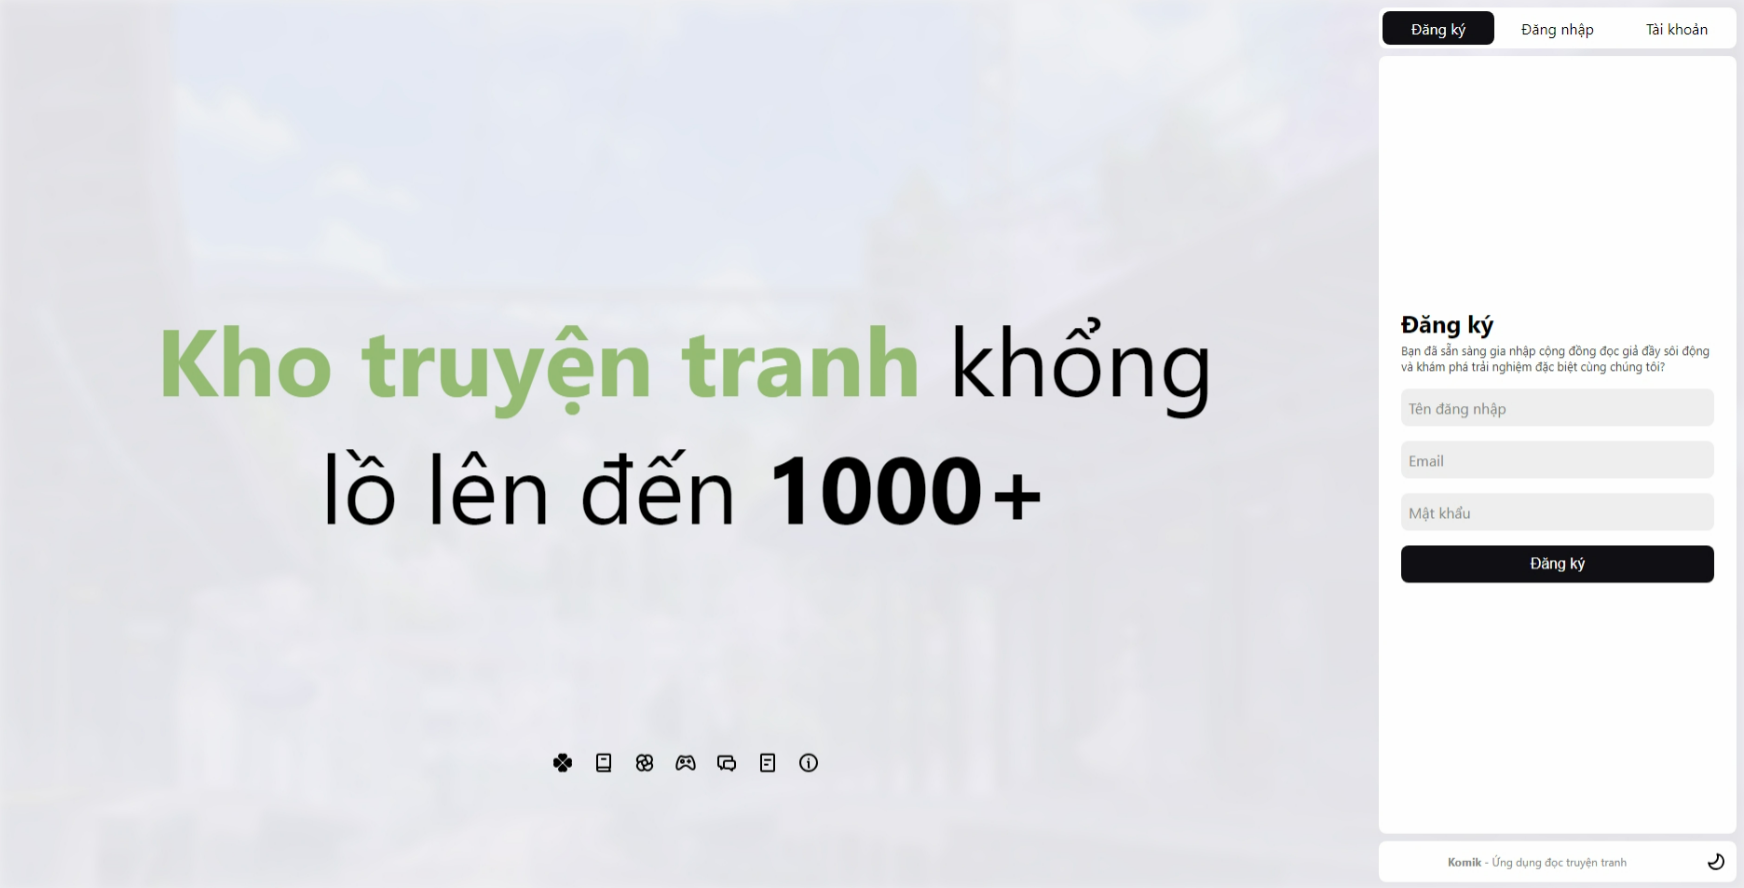 Đăng ký
Đăng nhập
Tài khoản
Kho truyện tranh khổng
lồ lên đến 1000+
Đăng ký
Bạn đã sẵn sàng gia nhập cộng đồng đọc giả đầy sôi động
và khám phá trải nghiệm đặc biệt cùng chúng tôi?
Tên đăng nhập
Email
Mật khẩu
Đăng ký
Komik - Ứng dụng đọc truyện tranh